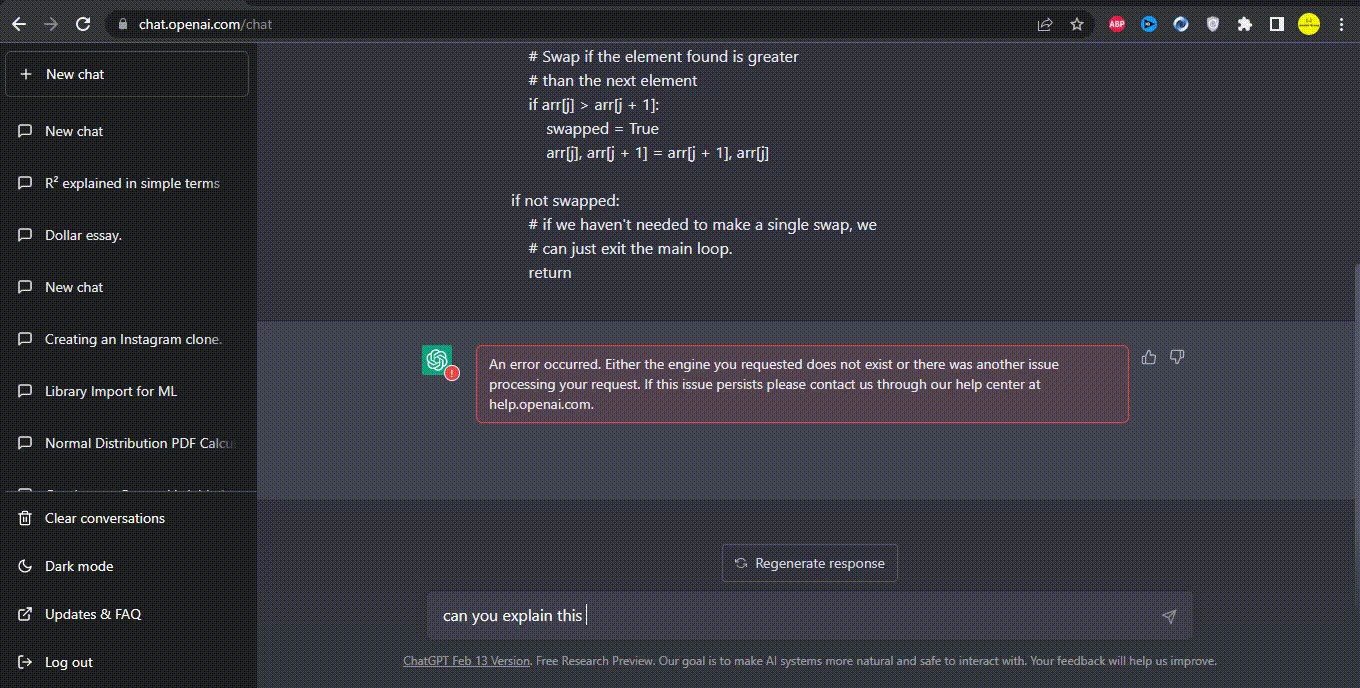 chat.openai.com/chat
ABP
New chat
New chat
R² explained in simple terms
Dollar essay.
New chat
Creating an Instagram clone.
Library Import for ML
Normal Distribution PDF Calcu
Clear conversations
Dark mode
Updates & FAQ
Log out
# Swap if the element found is greater
# than the next element
if arr[j] > arr[j + 1]:
swapped = True
arr[j], arr[j + 1] = arr[j + 1], arr[j]
if not swapped:
# if we haven't needed to make a single swap, we
# can just exit the main loop.
return
An error occurred. Either the engine you requested does not exist or there was another issue
processing your request. If this issue persists please contact us through our help center at
help.openai.com.
Regenerate response
can you explain this
ChatGPT Feb 13 Version. Free Research Preview. Our goal is to make AI systems more natural and safe to interact with. Your feedback will help us improve.